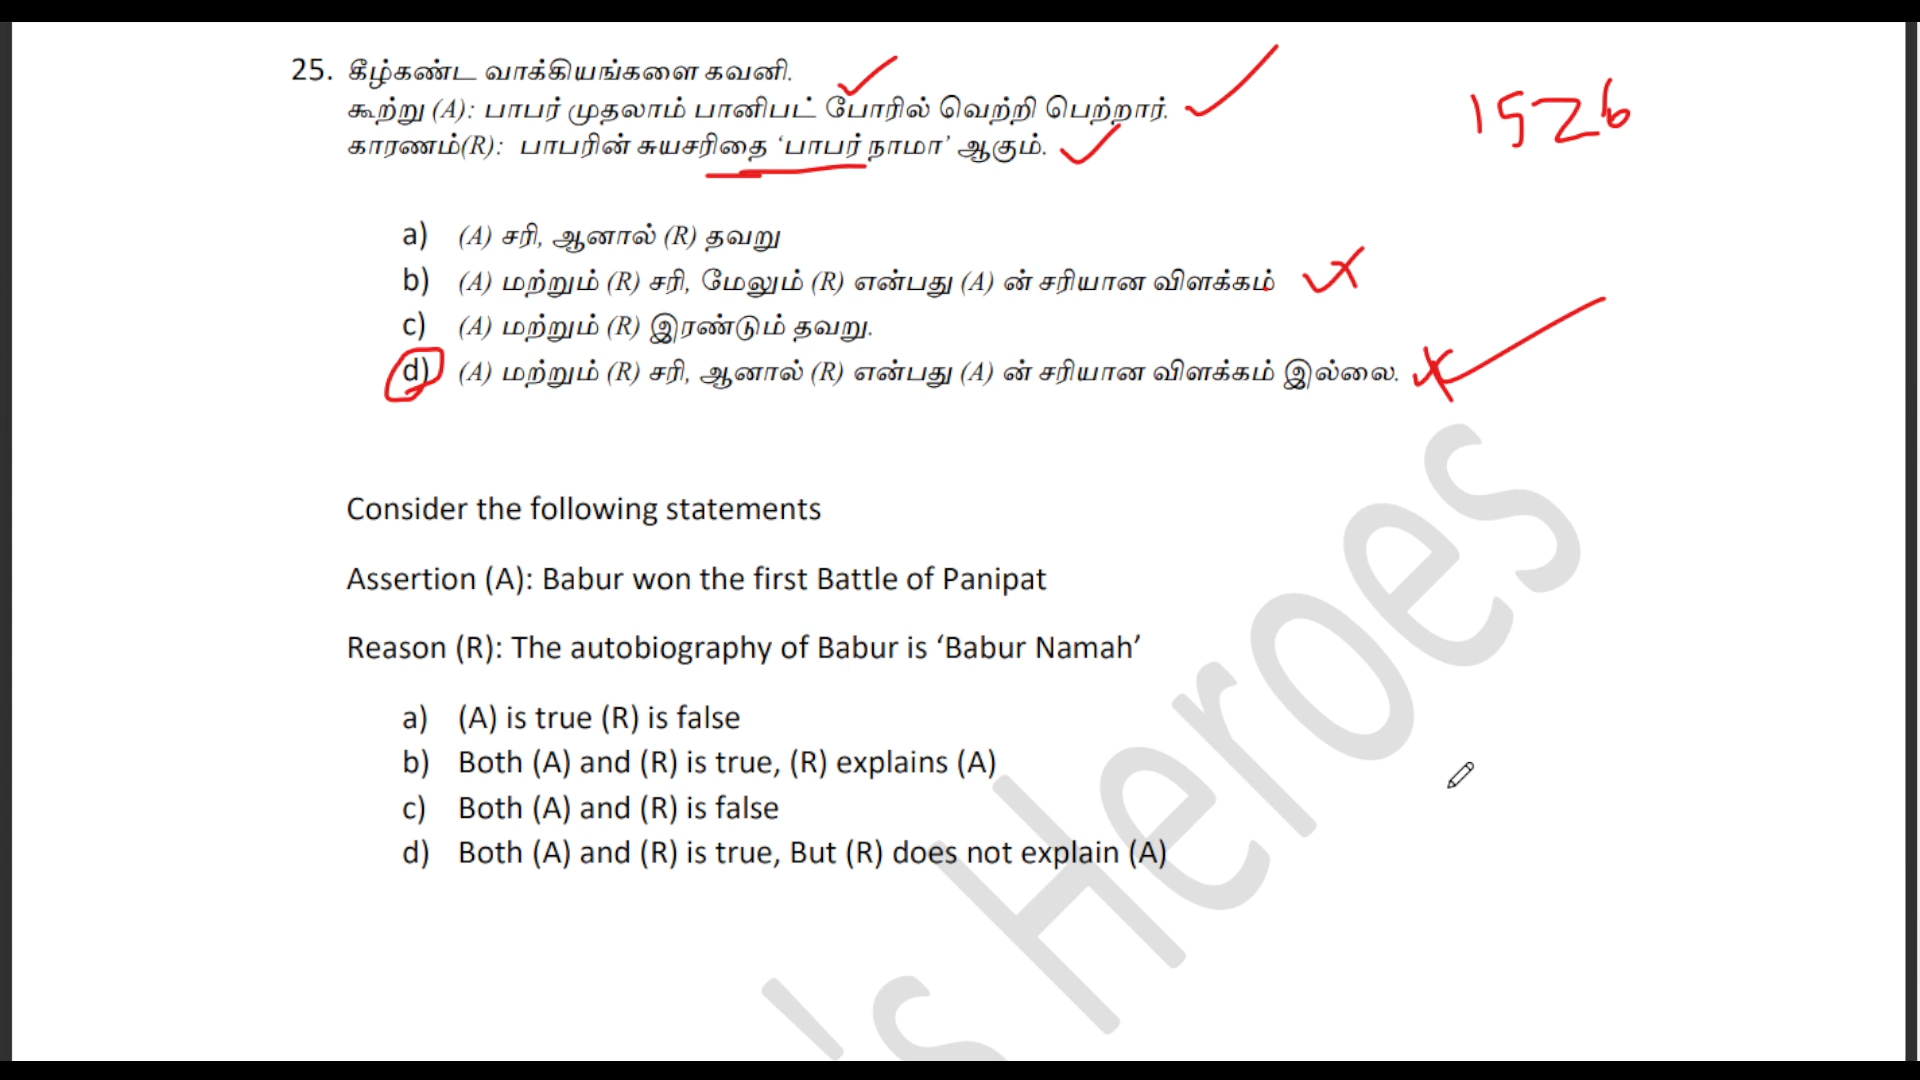 25. கீழ்கண்ட வாக்கியங்களை கவனி.
கூற்று (A): பாபர் முதலாம் பானிபட் போரில் வெற்றி பெற்றார்.
1526
காரணம்(R): பாபரின் சுயசரிதை ‘பாபர் நாமா’ ஆகும்.
a) (A) சரி, ஆனால் (R) தவறு
b) (A) மற்றும் (R) சரி, மேலும் (R) என்பது (A) ன் சரியான விளக்கம்
c) (A) மற்றும் (R) இரண்டும் தவறு.
d) (A) மற்றும் (R) சரி, ஆனால் (R) என்பது (A) ன் சரியான விளக்கம் இல்லை.
Consider the following statements
Assertion (A): Babur won the first Battle of Panipat
Reason (R): The autobiography of Babur is ‘Babur Namah’
a) (A) is true (R) is false
b) Both (A) and (R) is true, (R) explains (A)
c) Both (A) and (R) is false
d) Both (A) and (R) is true, But (R) does not explain (A)
's Heroes